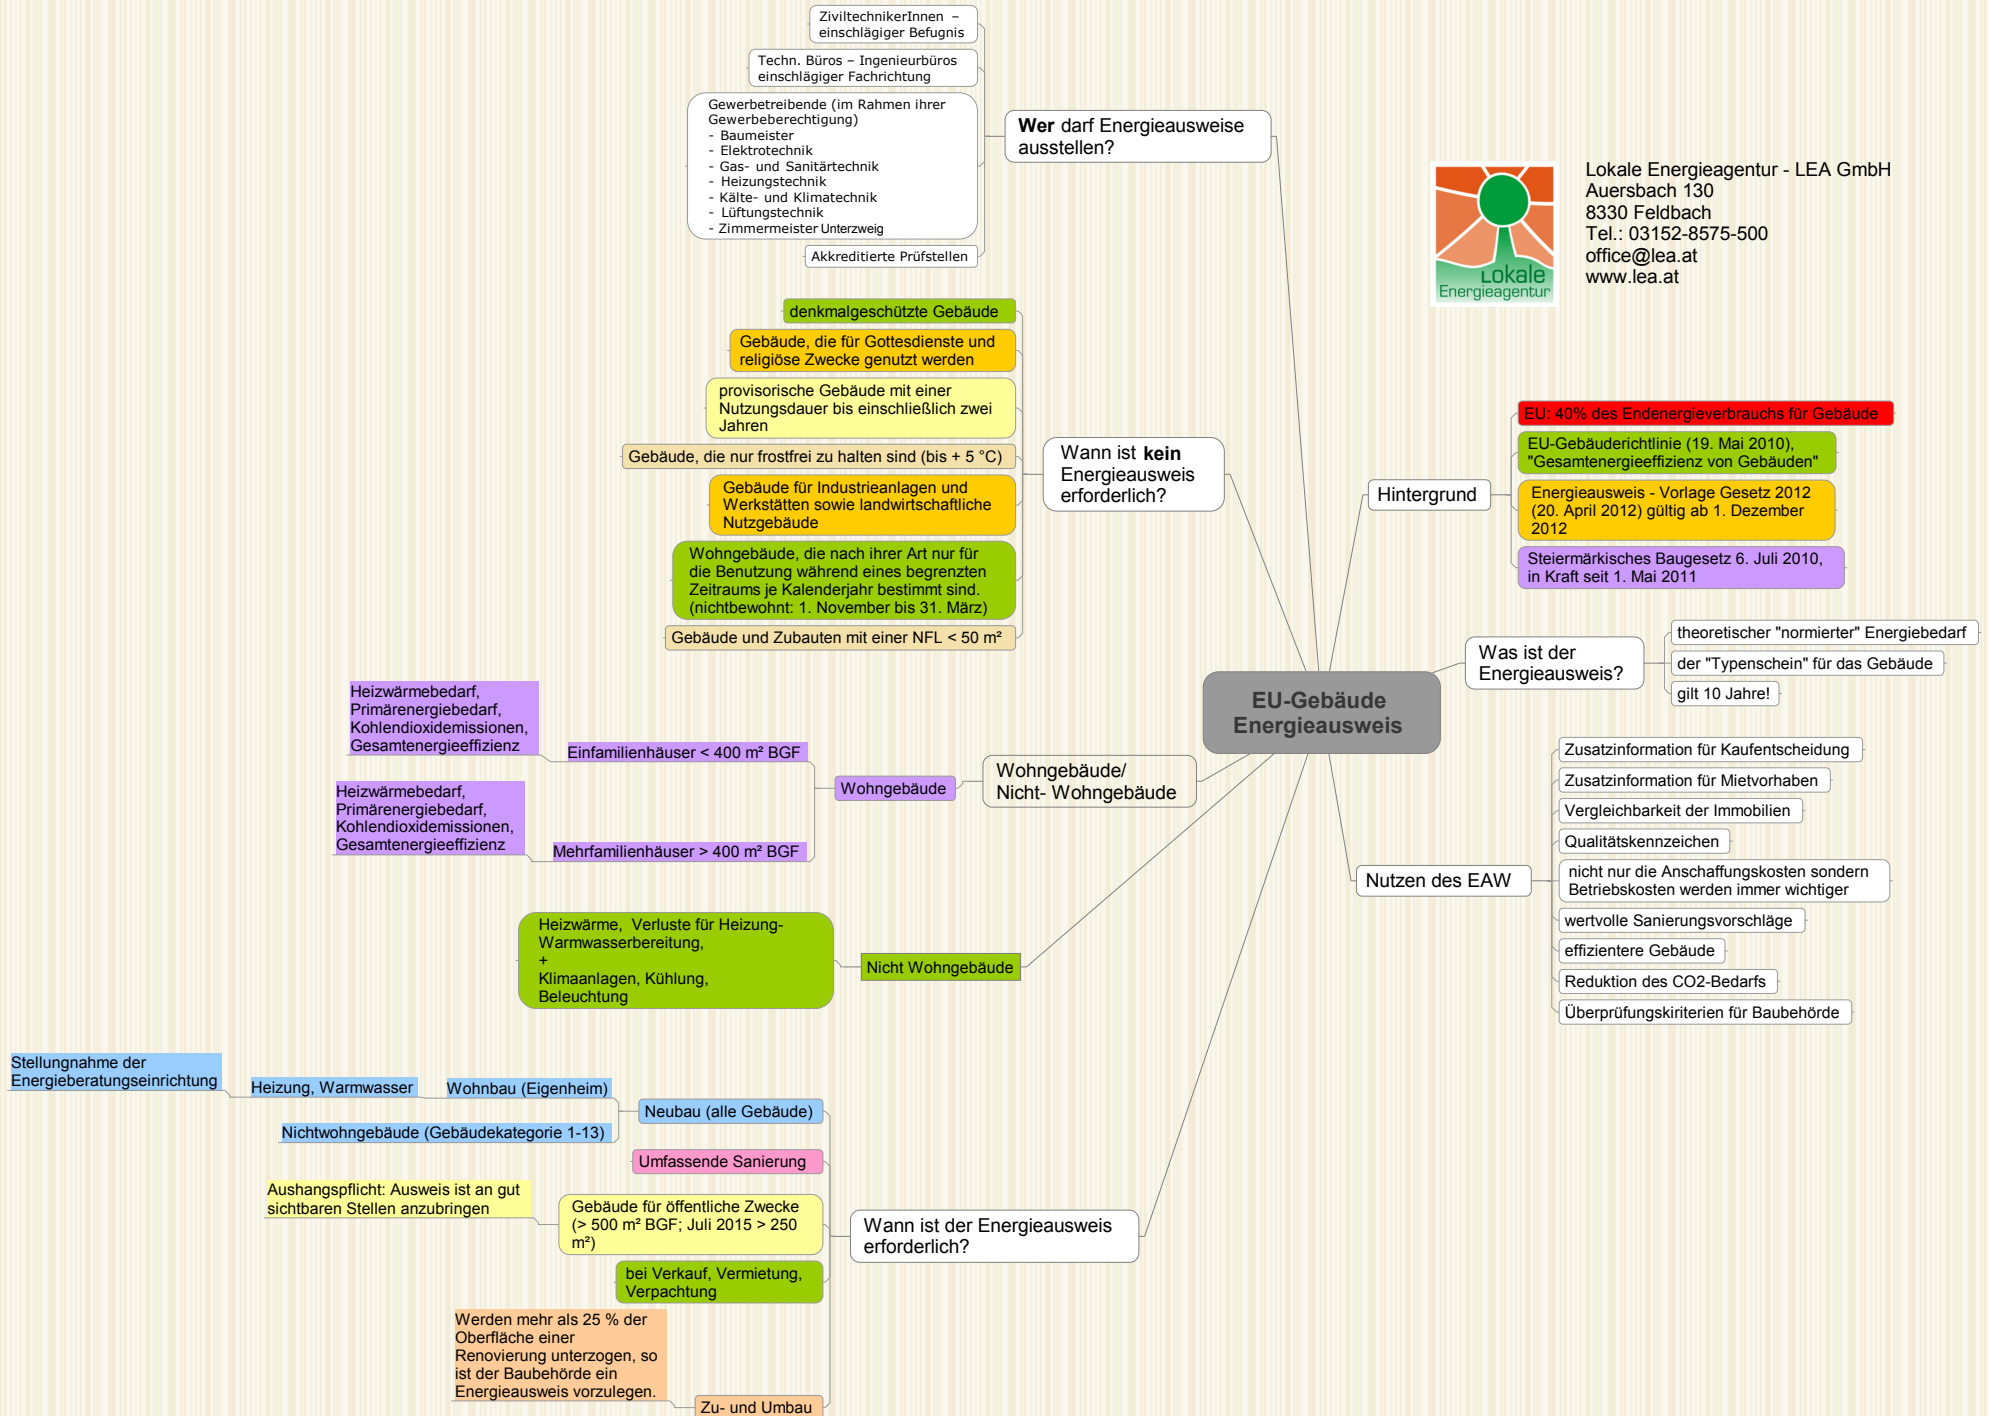 ZiviltechnikerInnen –
einschlägiger Befugnis
Techn. Büros – Ingenieurbüros
einschlägiger Fachrichtung
Gewerbetreibende (im Rahmen ihrer
Gewerbeberechtigung)
- Baumeister
- Elektrotechnik
- Gas- und Sanitärtechnik
- Heizungstechnik
- Kälte- und Klimatechnik
- Lüftungstechnik
- Zimmermeister Unterzweig
Akkreditierte Prüfstellen
Wer darf Energieausweise
ausstellen?
Lokale
Energieagentur
Lokale Energieagentur - LEA GmbH
Auersbach 130
8330 Feldbach
Tel.: 03152-8575-500
office@lea.at
www.lea.at
denkmalgeschützte Gebäude
Gebäude, die für Gottesdienste und
religiöse Zwecke genutzt werden
provisorische Gebäude mit einer
Nutzungsdauer bis einschließlich zwei
Jahren
Gebäude, die nur frostfrei zu halten sind (bis + 5 °C)
Gebäude für Industrieanlagen und
Werkstätten sowie landwirtschaftliche
Nutzgebäude
Wohngebäude, die nach ihrer Art nur für
die Benutzung während eines begrenzten
Zeitraums je Kalenderjahr bestimmt sind.
(nichtbewohnt: 1. November bis 31. März)
Gebäude und Zubauten mit einer NFL < 50 m²
Wann ist kein
Energieausweis
erforderlich?
Hintergrund
EU: 40% des Endenergieverbrauchs für Gebäude
EU-Gebäuderichtlinie (19. Mai 2010),
"Gesamtenergieeffizienz von Gebäuden"
Energieausweis - Vorlage Gesetz 2012
(20. April 2012) gültig ab 1. Dezember
2012
Steiermärkisches Baugesetz 6. Juli 2010,
in Kraft seit 1. Mai 2011
Was ist der
Energieausweis?
theoretischer "normierter" Energiebedarf
der "Typenschein" für das Gebäude
gilt 10 Jahre!
EU-Gebäude
Energieausweis
Heizwärmebedarf,
Primärenergiebedarf,
Kohlendioxidemissionen,
Gesamtenergieeffizienz
Einfamilienhäuser < 400 m² BGF
Heizwärmebedarf,
Primärenergiebedarf,
Kohlendioxidemissionen,
Gesamtenergieeffizienz
Mehrfamilienhäuser > 400 m² BGF
Wohngebäude
Wohngebäude/
Nicht- Wohngebäude
Nutzen des EAW
Zusatzinformation für Kaufentscheidung
Zusatzinformation für Mietvorhaben
Vergleichbarkeit der Immobilien
Qualitätskennzeichen
nicht nur die Anschaffungskosten sondern
Betriebskosten werden immer wichtiger
wertvolle Sanierungsvorschläge
effizientere Gebäude
Reduktion des CO2-Bedarfs
Überprüfungskiriterien für Baubehörde
Heizwärme, Verluste für Heizung-
Warmwasserbereitung,
+
Klimaanlagen, Kühlung,
Beleuchtung
Nicht Wohngebäude
Stellungnahme der
Energieberatungseinrichtung
Heizung, Warmwasser
Wohnbau (Eigenheim)
Nichtwohngebäude (Gebäudekategorie 1-13)
Neubau (alle Gebäude)
Umfassende Sanierung
Aushangspflicht: Ausweis ist an gut
sichtbaren Stellen anzubringen
Gebäude für öffentliche Zwecke
(> 500 m² BGF; Juli 2015 > 250
m²)
bei Verkauf, Vermietung,
Verpachtung
Werden mehr als 25 % der
Oberfläche einer
Renovierung unterzogen, so
ist der Baubehörde ein
Energieausweis vorzulegen.
Zu- und Umbau
Wann ist der Energieausweis
erforderlich?